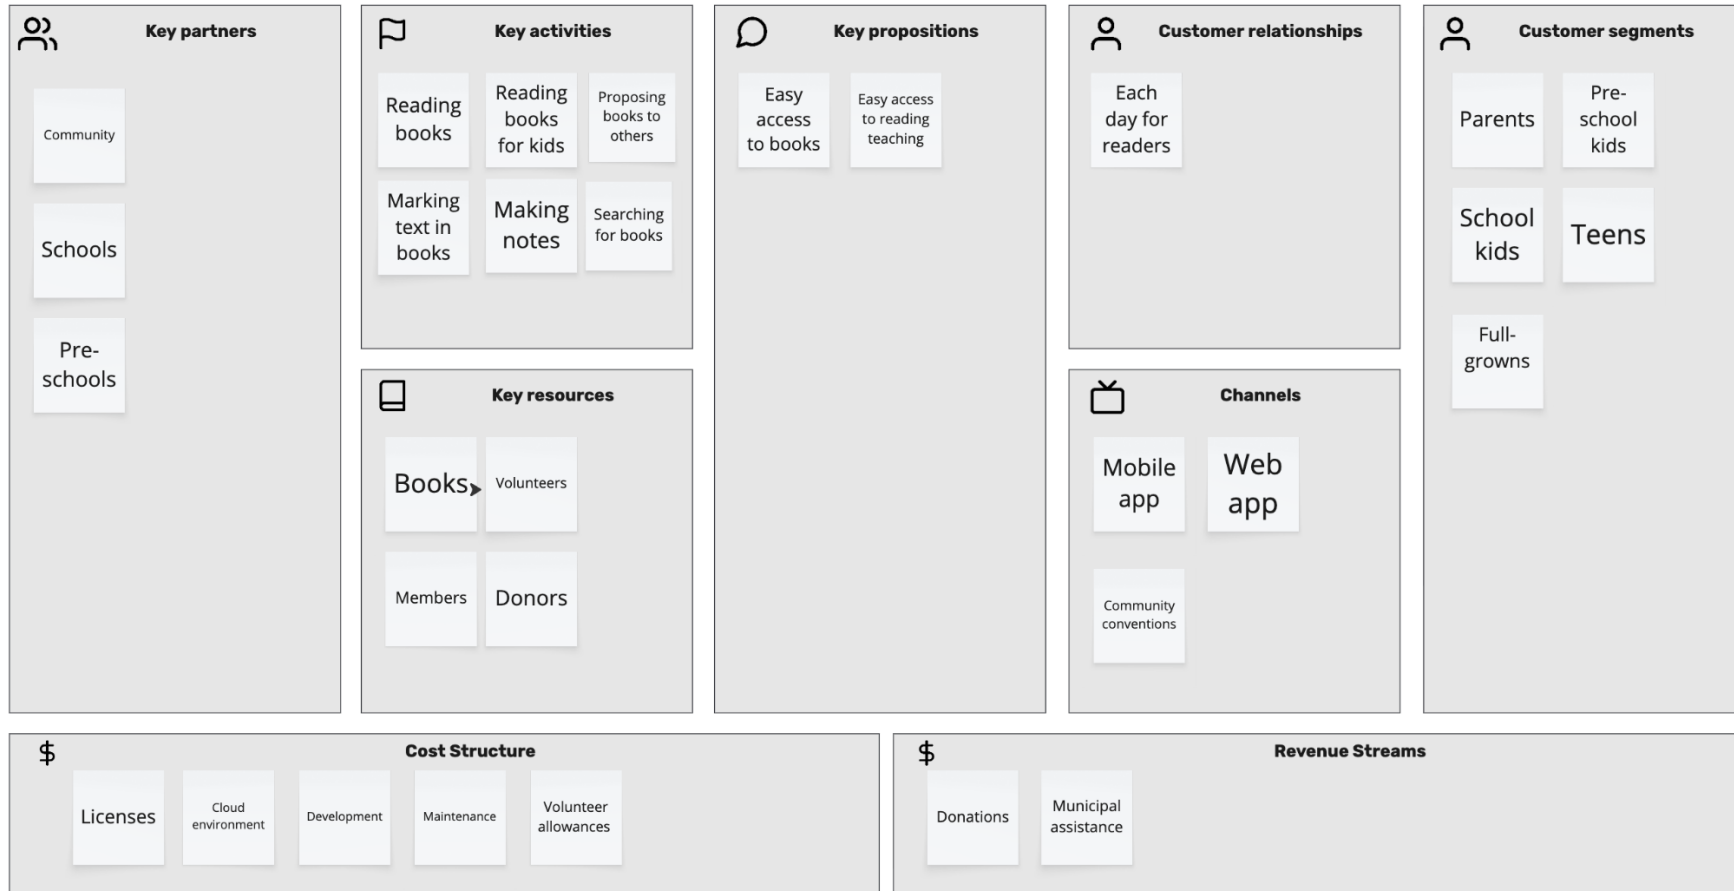 Key partners
Community
Schools
Pre-
schools
Key activities
Reading
books
Reading
books
for kids
Proposing
books to
others
Marking
text in
books
Making
notes
Searching
for books
Key resources
Books
Volunteers
Members
Donors
Key propositions
Easy
access
to books
Easy access
to reading
teaching
Customer relationships
Each
day for
readers
Channels
Mobile
app
Web
app
Community
conventions
Customer segments
Parents
Pre-
school
kids
School
kids
Teens
Full-
growns
$
Cost Structure
Licenses
Cloud
environment
Development
Maintenance
Volunteer
allowances
$
Revenue Streams
Donations
Municipal
assistance